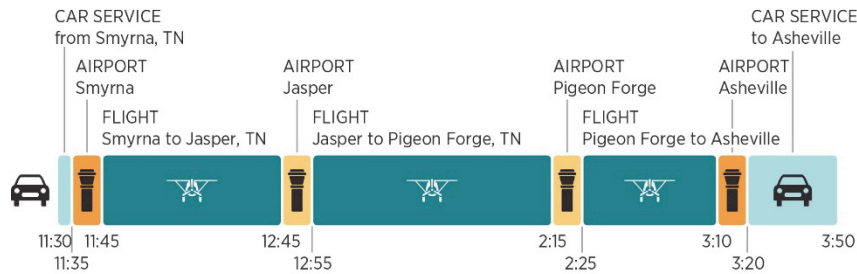 CAR SERVICE
from Smyrna, TN
CAR SERVICE
to Asheville
AIRPORT
Smyrna
AIRPORT
Jasper
AIRPORT
Pigeon Forge
AIRPORT
Asheville
FLIGHT
Smyrna to Jasper, TN
FLIGHT
Jasper to Pigeon Forge, TN
FLIGHT
Pigeon Forge to Asheville
11:30 11:45 12:45 2:15 3:10 3:50
11:35 12:55 2:25 3:20